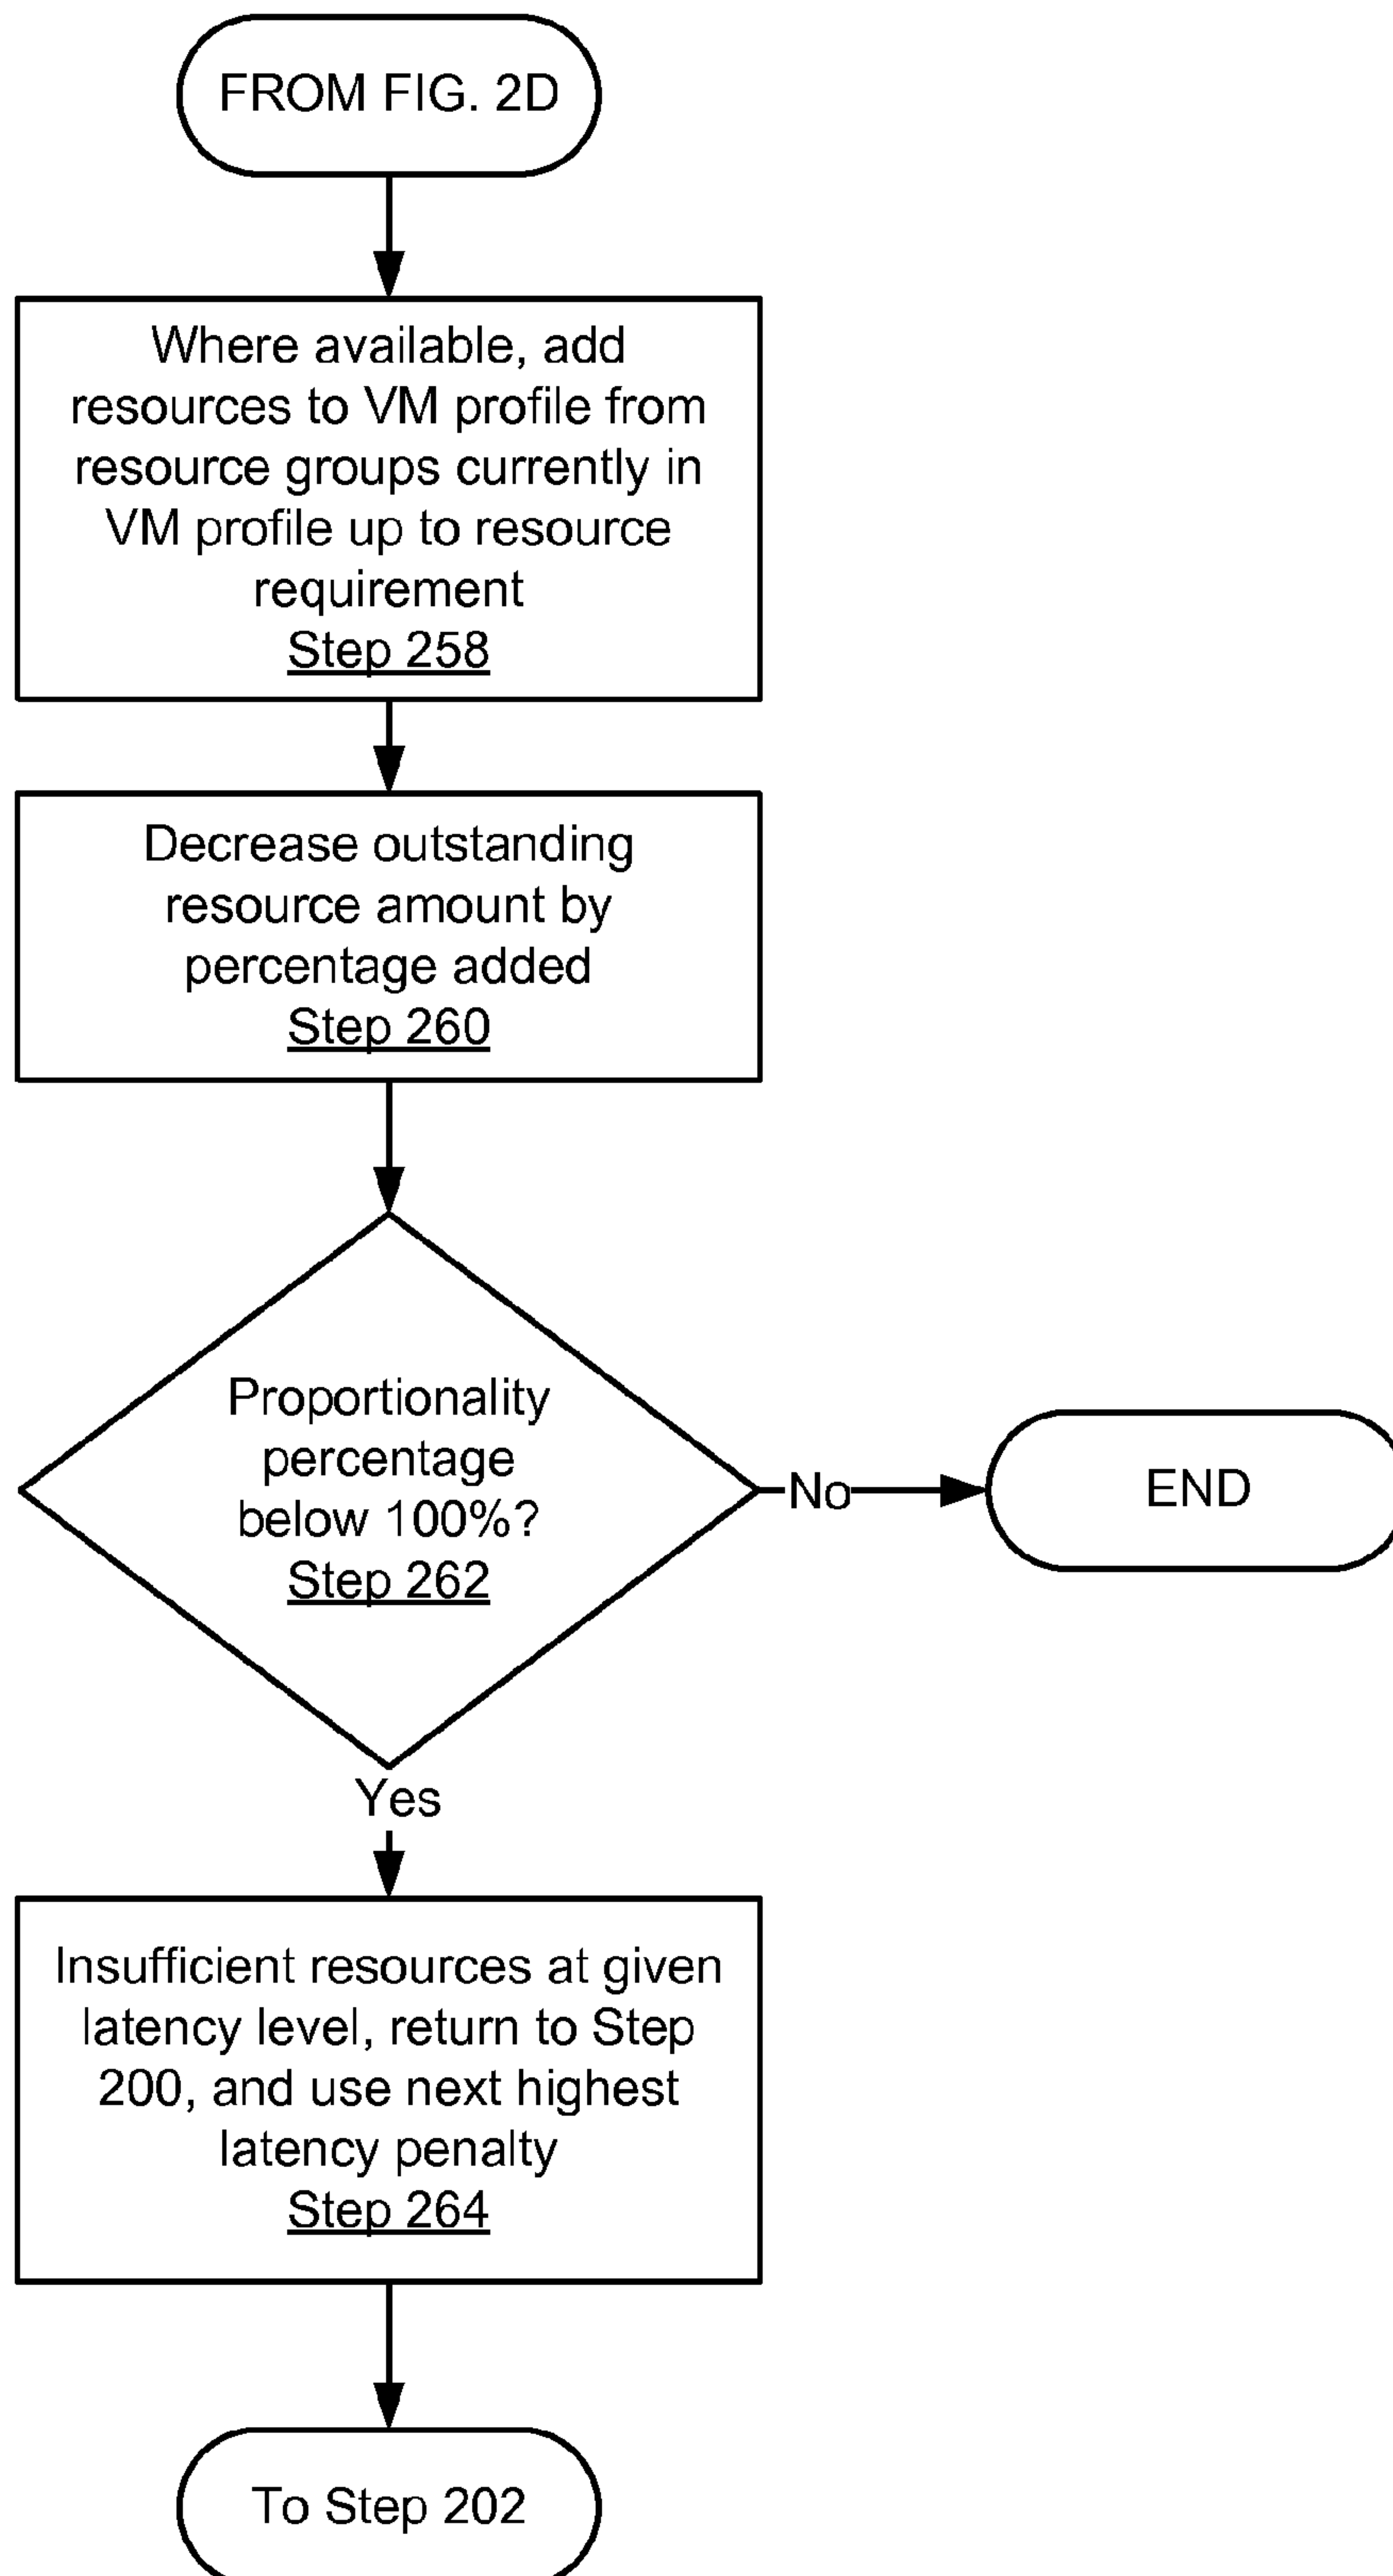 FROM FIG. 2D
Where available, add
resources to VM profile from
resource groups currently in
VM profile up to resource
requirement
Step 258
Decrease outstanding
resource amount by
percentage added
Step 260
Proportionality
percentage
below 100%?
Step 262
No
END
Yes
Insufficient resources at given
latency level, return to Step
200, and use next highest
latency penalty
Step 264
To Step 202